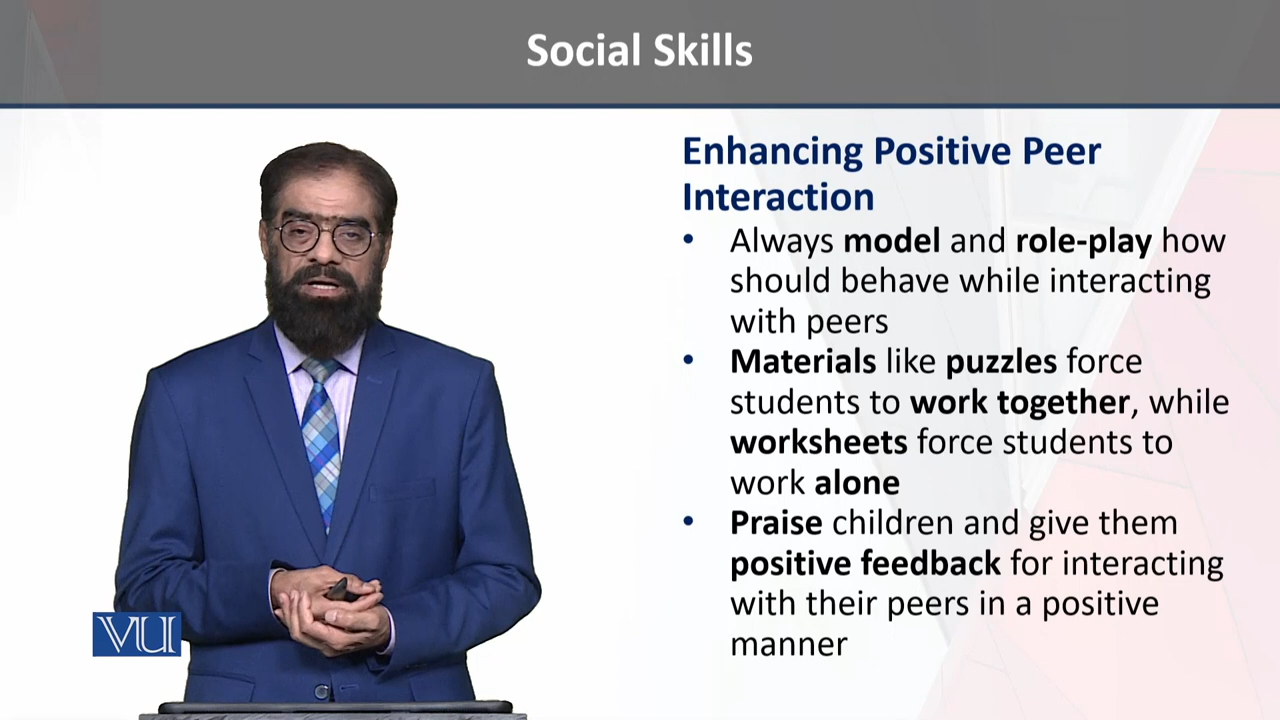 Social Skills
Enhancing Positive Peer
Interaction
• Always model and role-play how
should behave while interacting
with peers
• Materials like puzzles force
students to work together, while
worksheets force students to
work alone
• Praise children and give them
positive feedback for interacting
with their peers in a positive
manner
VU